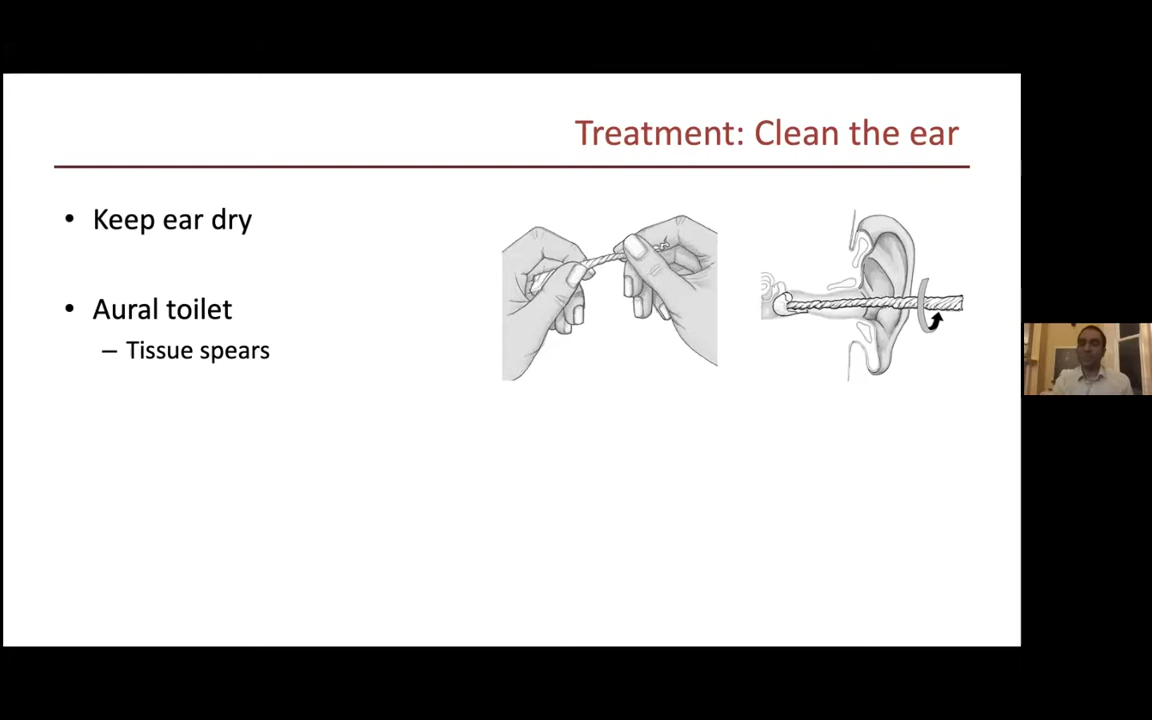 Treatment: Clean the ear
• Keep ear dry
• Aural toilet
– Tissue spears